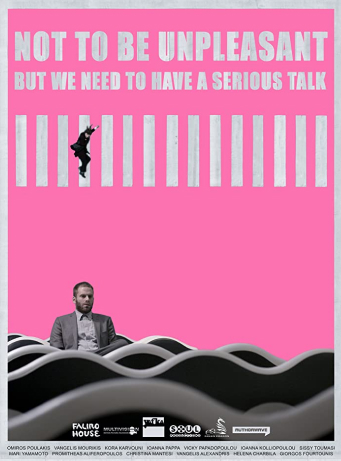 NOT TO BE UNPLEASANT
BUT WE NEED TO HAVE A SERIOUS TALK
FALIRO HOUSE
MULTIVISION
SOUL
AUTHORWAVE
OMIROS POULAKIS VANGELIS MOURIKIS KORA KARVOUNI IOANNA PAPPA VICKY PAPADOPOULOU IOANNA KOLLIOPOULOU SISSY TOUMASI
MARI YAMAMOTO PROMITHEAS ALIFEROPOULOS CHRISTINA MANTESI VANGELIS ALEXANDRIS HELENA CHARBILA GIORGOS FOURTOUNIS